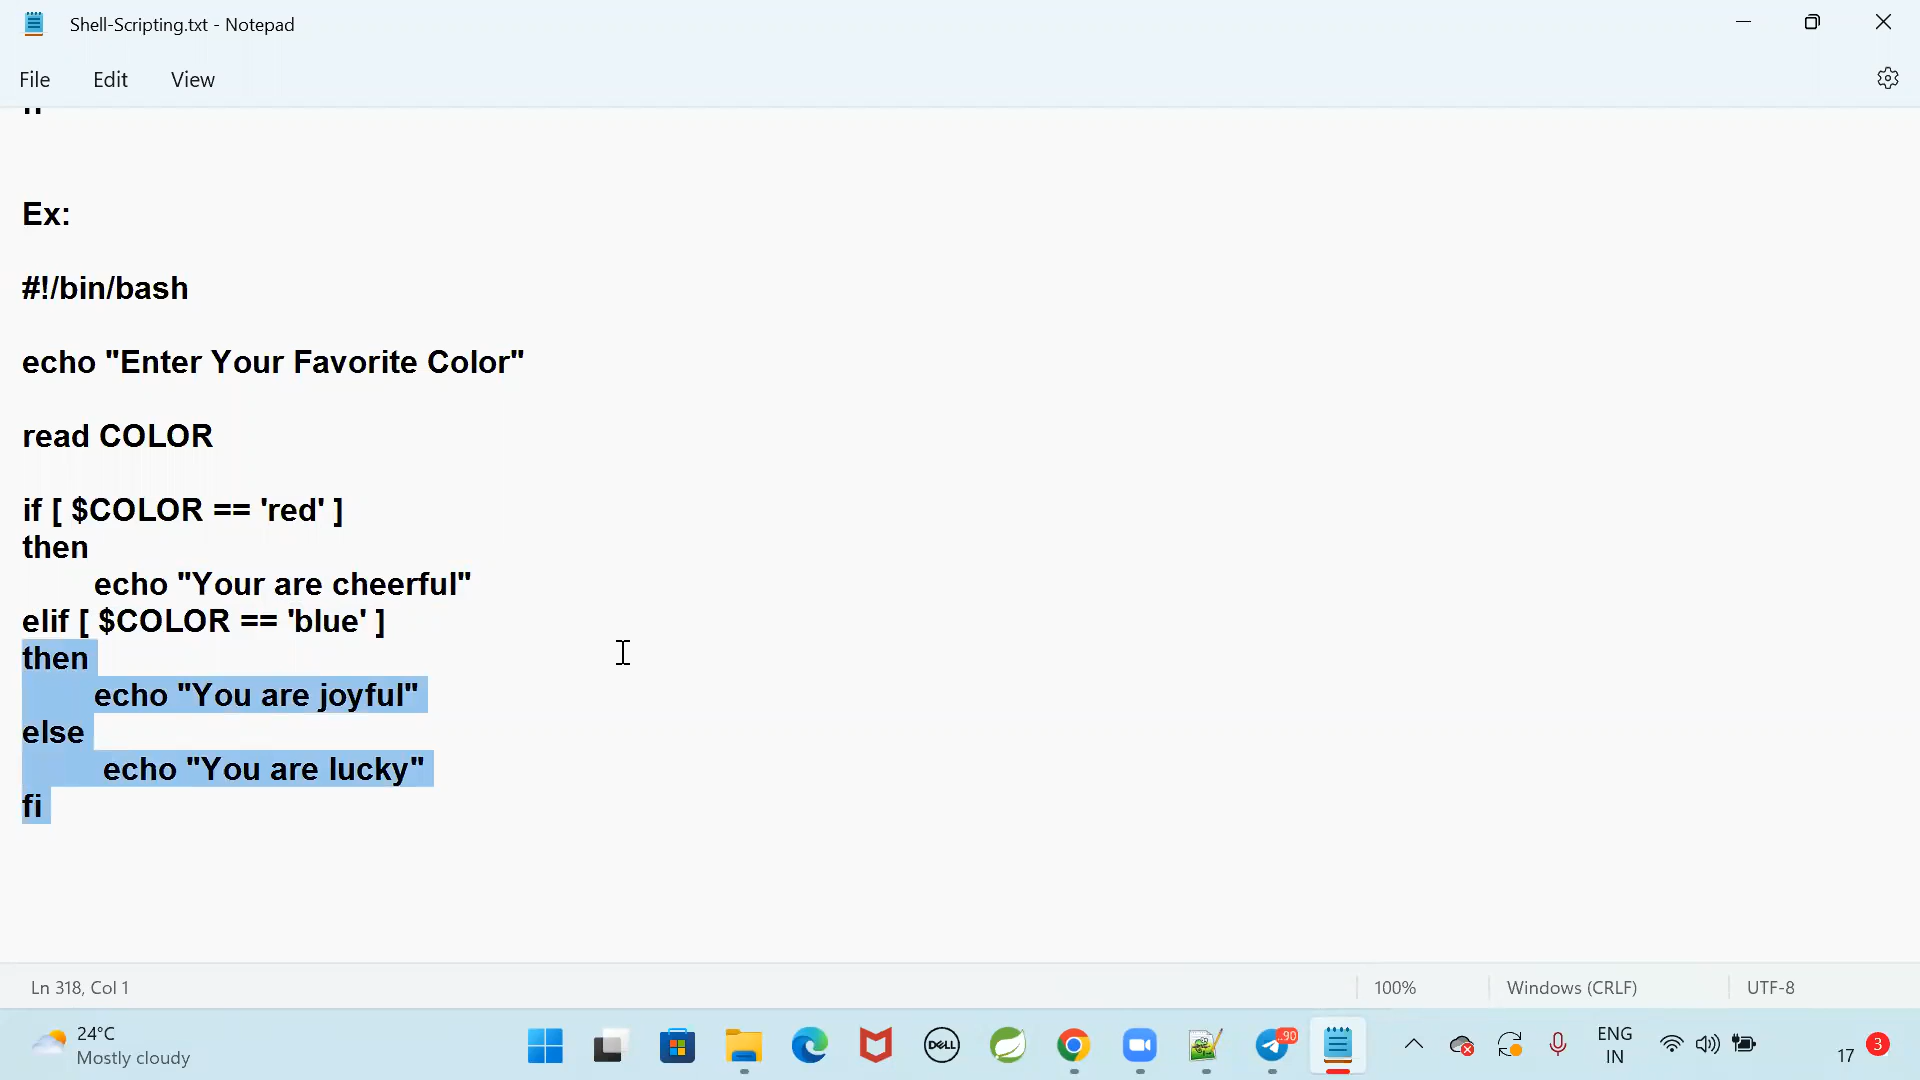 Shell-Scripting.txt - Notepad
File Edit View
Ex:
#!/bin/bash
echo "Enter Your Favorite Color"
read COLOR
if [ $COLOR == 'red' ]
then
echo "Your are cheerful"
elif [ $COLOR == 'blue' ]
then
echo "You are joyful"
else
echo "You are lucky"
fi
Ln 318, Col 1 100% Windows (CRLF) UTF-8
24°C
Mostly cloudy
DELL
90
ENG
IN
17
3